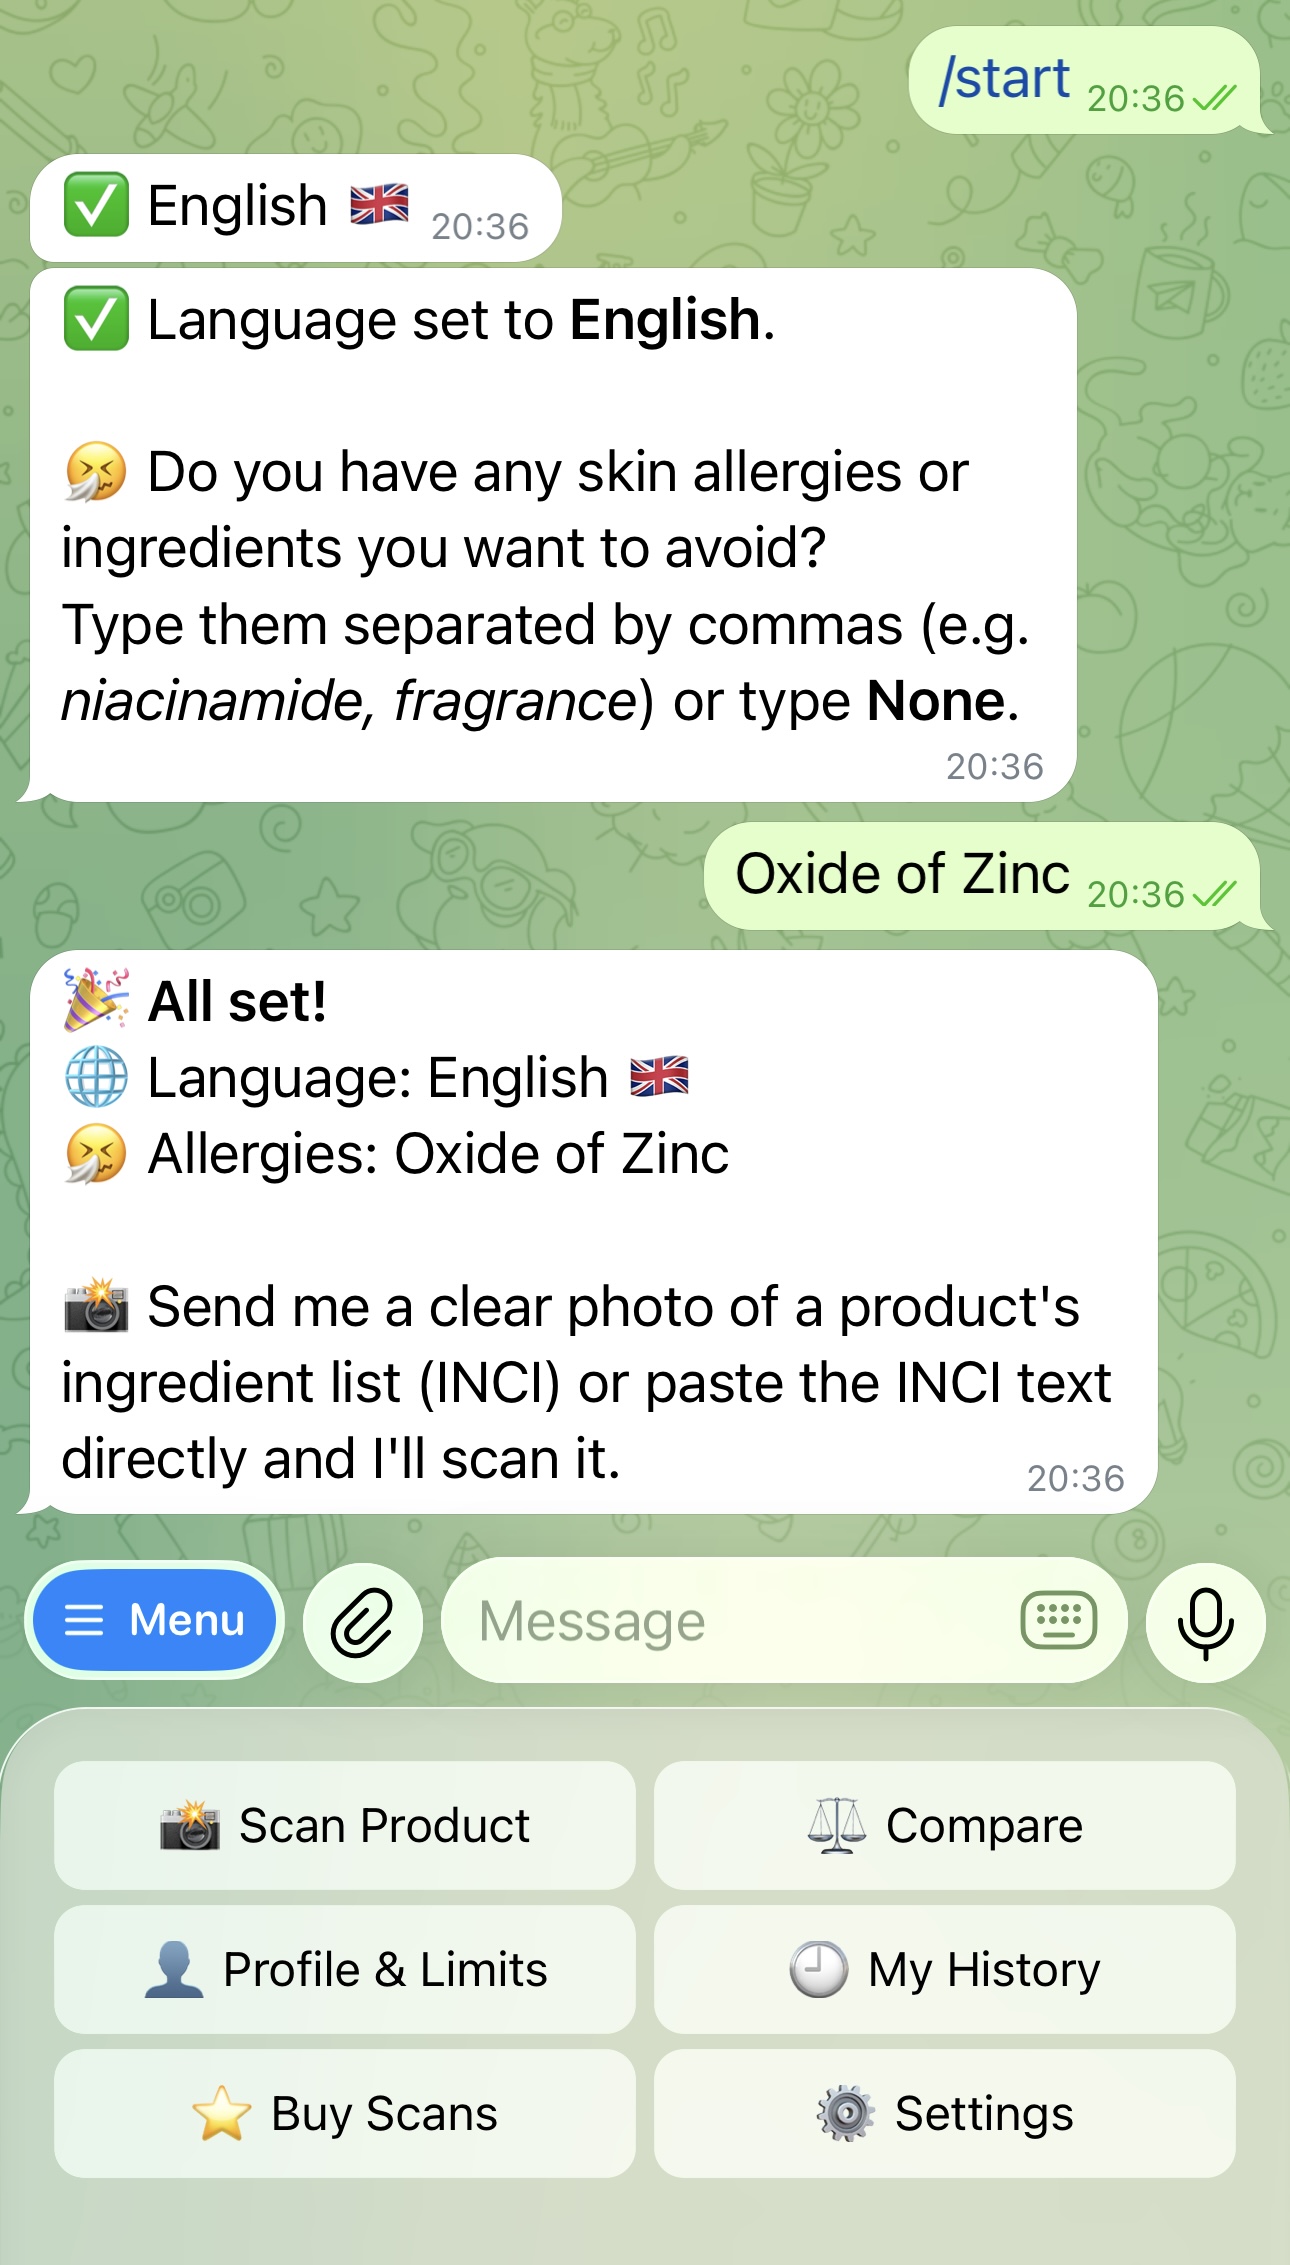 /start 20:36
✅ English 🇬🇧 20:36
✅ Language set to English.
🤧 Do you have any skin allergies or
ingredients you want to avoid?
Type them separated by commas (e.g.
niacinamide, fragrance) or type None.
20:36
Oxide of Zinc 20:36
🎉 All set!
🌐 Language: English 🇬🇧
🤧 Allergies: Oxide of Zinc
📸 Send me a clear photo of a product's
ingredient list (INCI) or paste the INCI text
directly and I'll scan it.
20:36
Menu
Message
📸 Scan Product
⚖️ Compare
👤 Profile & Limits
🕘 My History
⭐ Buy Scans
⚙️ Settings